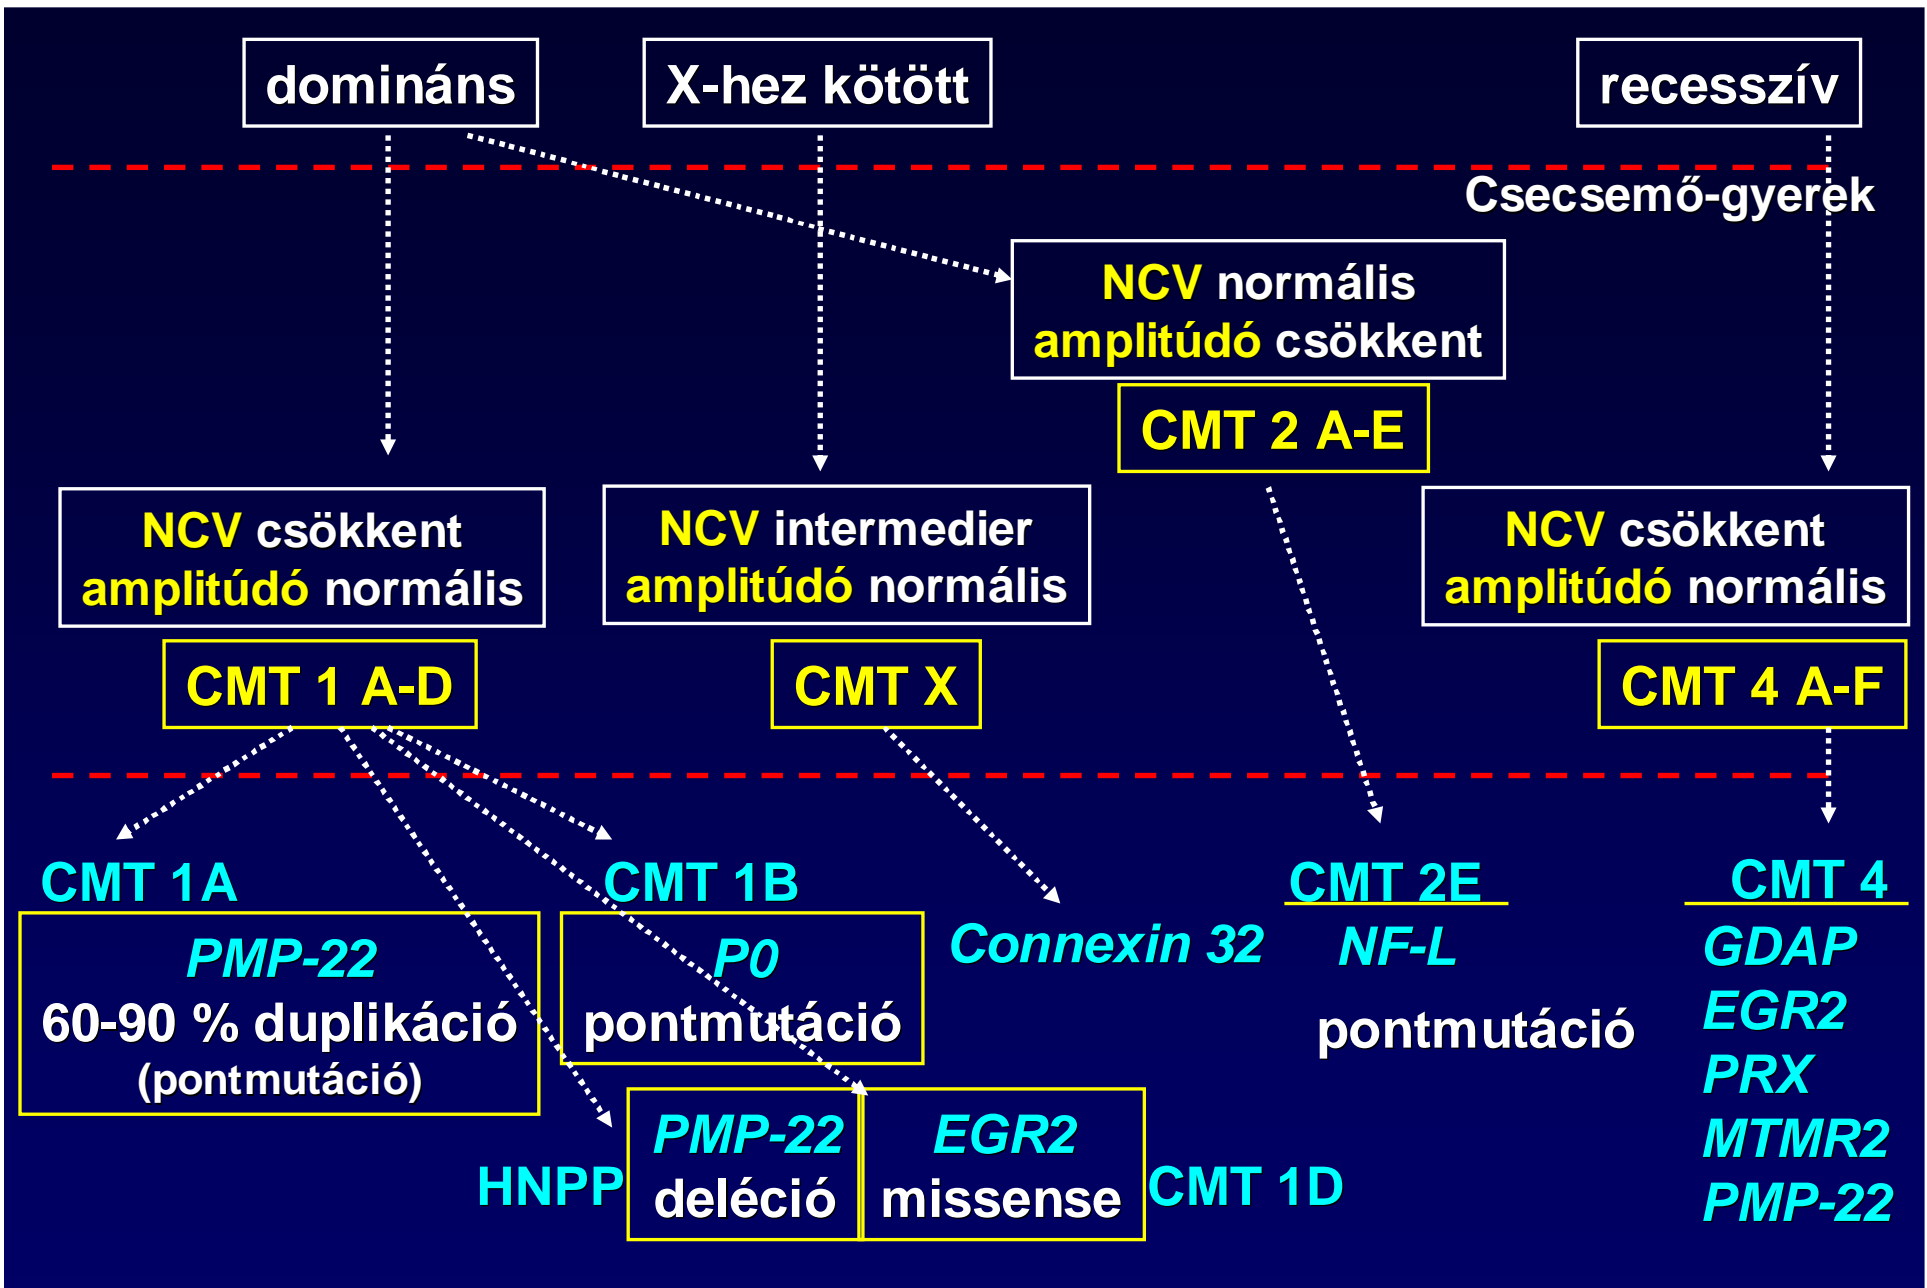 domináns
X-hez kötött
recesszív
Csecsemő-gyerek
NCV normális
amplitúdó csökkent
CMT 2 A-E
NCV csökkent
amplitúdó normális
CMT 1 A-D
NCV intermedier
amplitúdó normális
CMT X
NCV csökkent
amplitúdó normális
CMT 4 A-F
CMT 1A
PMP-22
60-90 % duplikáció
(pontmutáció)
CMT 1B
P0
pontmutáció
Connexin 32
CMT 2E
NF-L
pontmutáció
CMT 4
GDAP
EGR2
PRX
MTMR2
PMP-22
HNPP
PMP-22
deléció
EGR2
missense
CMT 1D